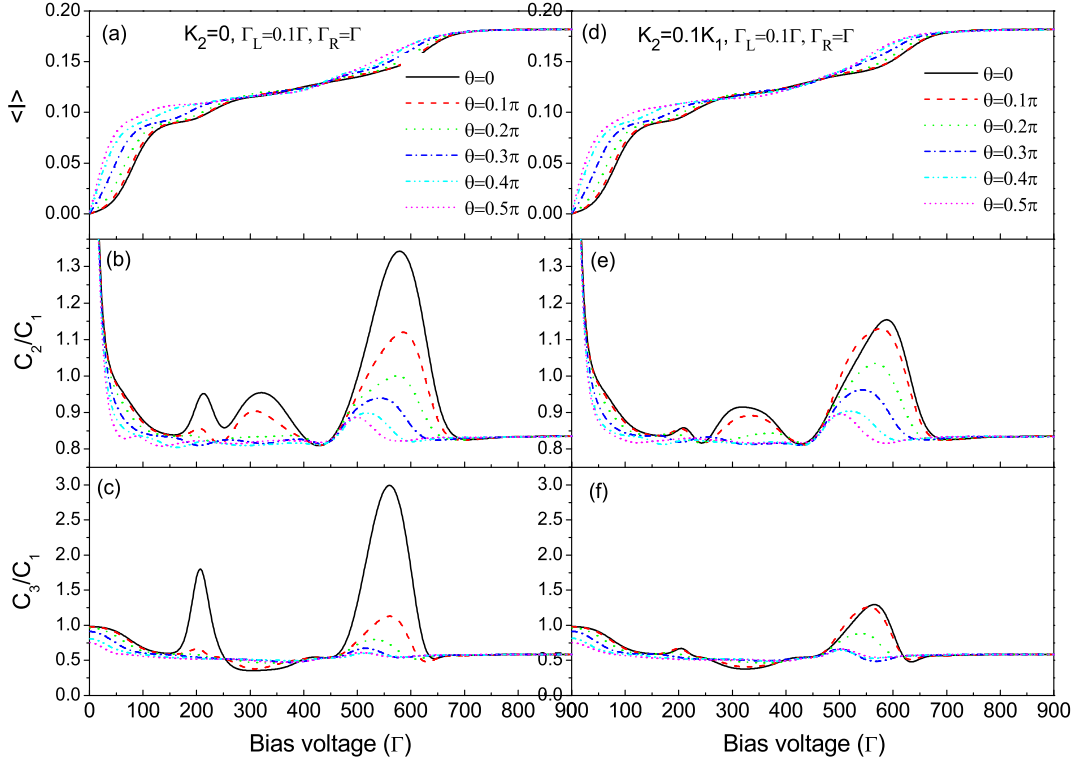 (a)
K₂=0, Γ_L=0.1Γ, Γ_R=Γ
0.20
0.15
0.10
0.05
0.00
<I>
θ=0
θ=0.1π
θ=0.2π
θ=0.3π
θ=0.4π
θ=0.5π
(d)
K₂=0.1K₁, Γ_L=0.1Γ, Γ_R=Γ
0.20
0.15
0.10
0.05
0.00
θ=0
θ=0.1π
θ=0.2π
θ=0.3π
θ=0.4π
θ=0.5π
(b)
1.3
1.2
1.1
1.0
0.9
0.8
C₂/C₁
(e)
1.3
1.2
1.1
1.0
0.9
0.8
(c)
3.0
2.5
2.0
1.5
1.0
0.5
0.0
C₃/C₁
0 100 200 300 400 500 600 700 800 900
Bias voltage (Γ)
(f)
3.0
2.5
2.0
1.5
1.0
0.5
0.0
0 100 200 300 400 500 600 700 800 900
Bias voltage (Γ)